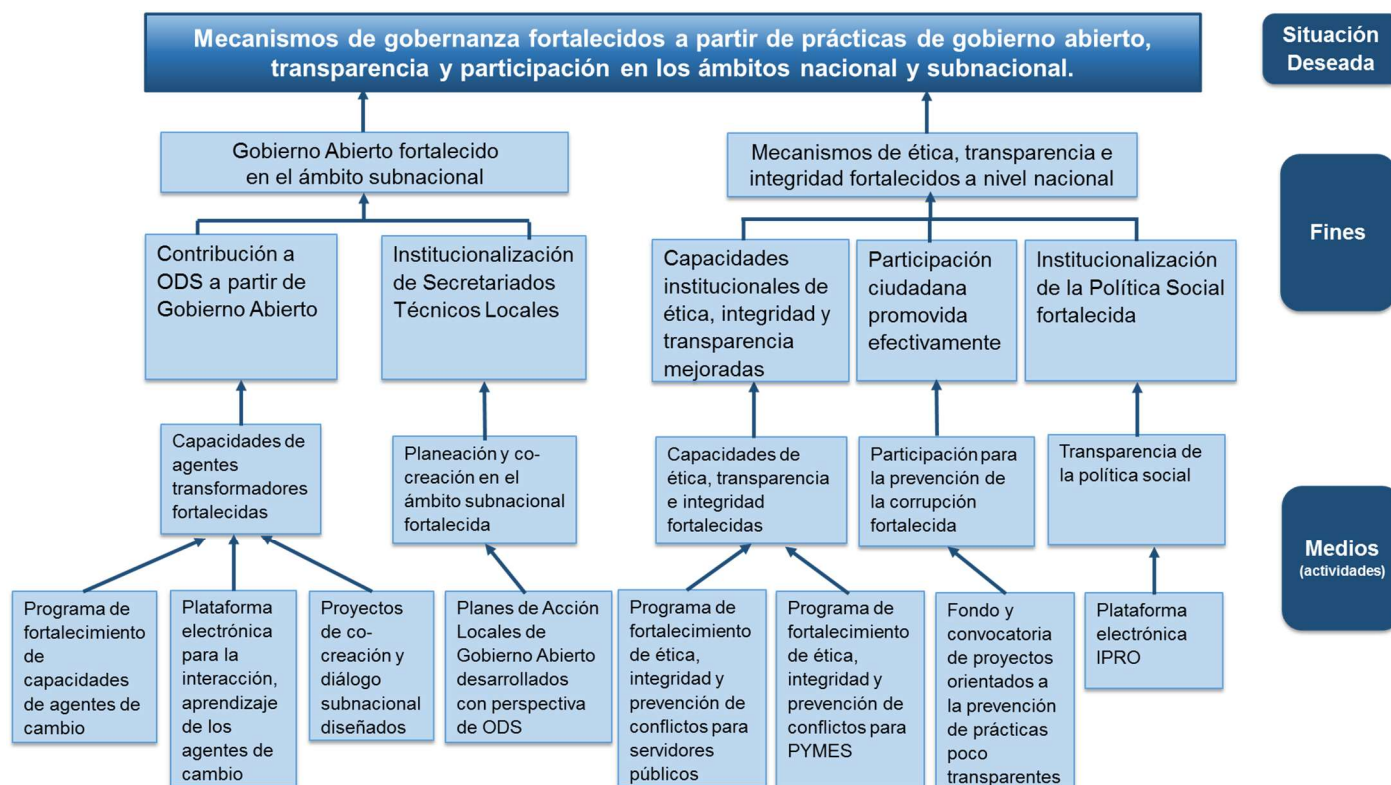 Mecanismos de gobernanza fortalecidos a partir de prácticas de gobierno abierto,
transparencia y participación en los ámbitos nacional y subnacional.
Situación
Deseada
Gobierno Abierto fortalecido
en el ámbito subnacional
Mecanismos de ética, transparencia e
integridad fortalecidos a nivel nacional
Fines
Contribución a
ODS a partir de
Gobierno Abierto
Institucionalización
de Secretariados
Técnicos Locales
Capacidades
institucionales de
ética, integridad y
transparencia
mejoradas
Participación
ciudadana
promovida
efectivamente
Institucionalización
de la Política Social
fortalecida
Capacidades de
agentes
transformadores
fortalecidas
Planeación y co-
creación en el
ámbito subnacional
fortalecida
Capacidades de
ética, transparencia
e integridad
fortalecidas
Participación para
la prevención de
la corrupción
fortalecida
Transparencia de
la política social
Medios
(actividades)
Programa de
fortalecimiento
de
capacidades
de agentes de
cambio
Plataforma
electrónica
para la
interacción,
aprendizaje
de los
agentes de
cambio
Proyectos
de co-
creación y
diálogo
subnacional
diseñados
Planes de Acción
Locales de
Gobierno Abierto
desarrollados
con perspectiva
de ODS
Programa de
fortalecimiento
de ética,
integridad y
prevención de
conflictos para
servidores
públicos
Programa de
fortalecimiento
de ética,
integridad y
prevención de
conflictos para
PYMES
Fondo y
convocatoria
de proyectos
orientados a
la prevención
de prácticas
poco
transparentes
Plataforma
electrónica
IPRO